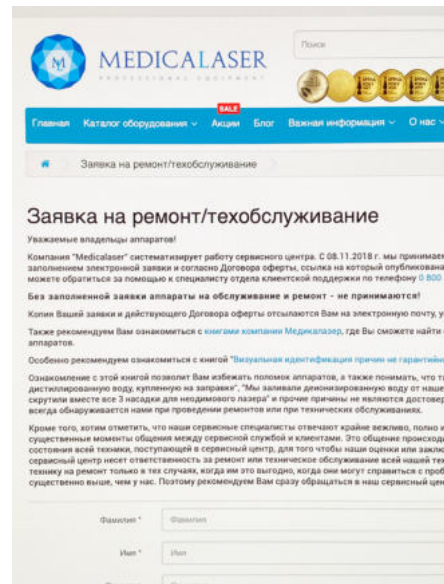 MEDICALASER
PROFESSIONAL EQUIPMENT
Поиск
SALE
Главная Каталог оборудования Акции Блог Важная информация О нас
Заявка на ремонт/техобслуживание
Заявка на ремонт/техобслуживание
Уважаемые владельцы аппаратов!
Компания "Medicalaser" систематизирует работу сервисного центра. С 08.11.2018 г. мы принимаем
заполнением электронной заявки и согласно Договора оферты, ссылка на который опубликована
можете обратиться за помощью к специалисту отдела клиентской поддержки по телефону 0 800
Без заполненной заявки аппараты на обслуживание и ремонт - не принимаются!
Копия Вашей заявки и действующего Договора оферты отсылаются Вам на электронную почту, у
Также рекомендуем Вам ознакомиться с книгами компании Медикалазер, где Вы сможете найти
аппаратов.
Особенно рекомендуем ознакомиться с книгой "Визуальная идентификация причин не гарантийн
Ознакомление с этой книгой позволит Вам избежать поломок аппаратов, а также понимать, что т
дистиллированную воду, купленную на заправке", "Мы заливали деионизированную воду от наше
скрутили вместе все 3 насадки для неодимового лазера" и прочие причины не являются достовер
всегда обнаруживается нами при проведении ремонтов или при технических обслуживаниях.
Кроме того, хотим отметить, что наши сервисные специалисты отвечают крайне вежливо, полно и
существенные моменты общения между сервисной службой и клиентами. Это общение происходи
состояния всей техники, поступающей в сервисный центр, для того чтобы наши оценки или заклю
сервисный центр несет ответственность за ремонт или техническое обслуживание всей нашей тех
технику на ремонт только в тех случаях, когда им это выгодно, когда они могут справиться с проб
существенно выше, чем у нас. Поэтому рекомендуем Вам сразу обращаться в наш сервисный цен
Фамилия * Фамилия
Имя * Имя